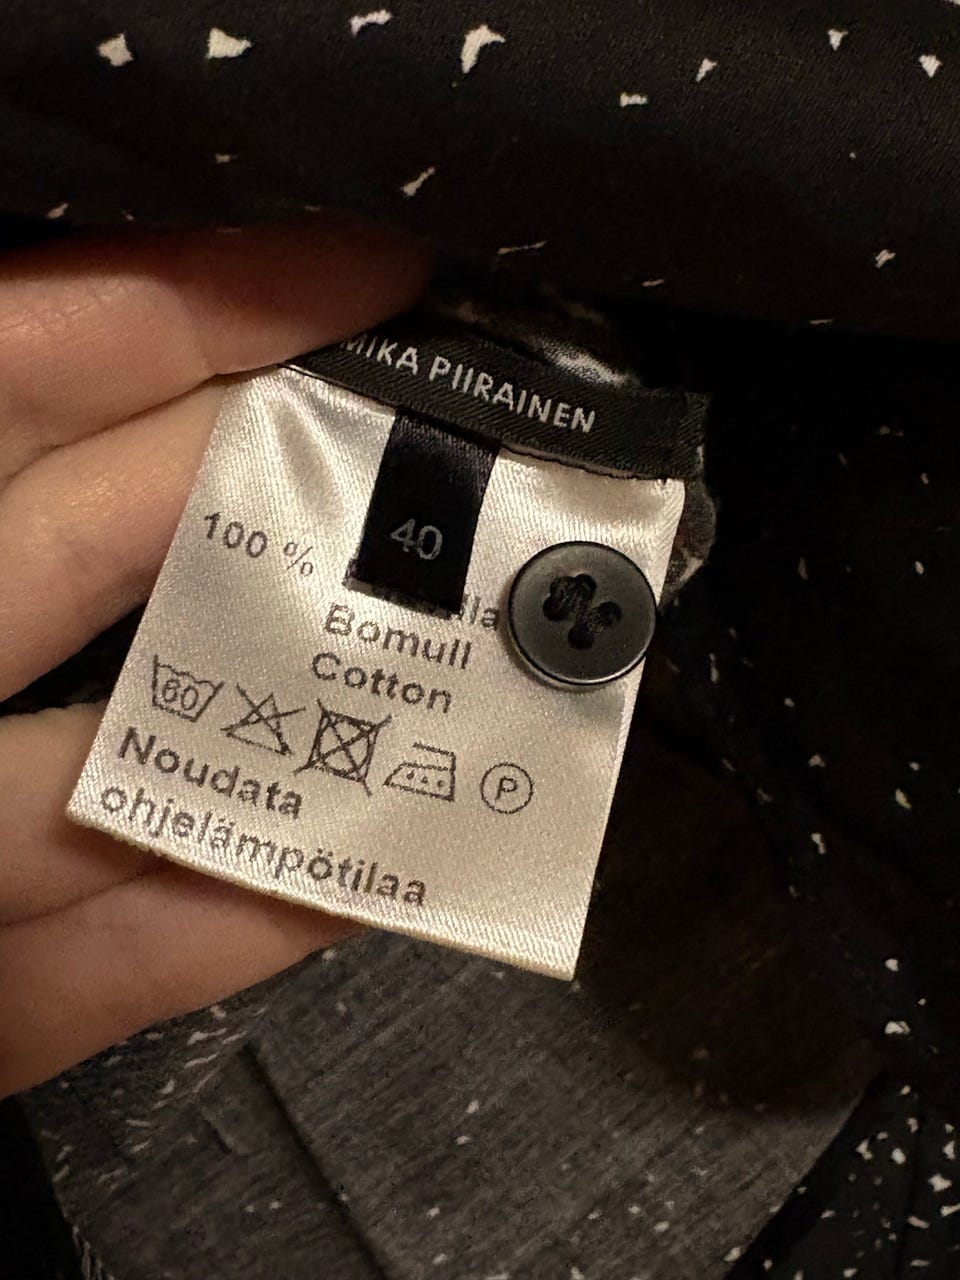 MIKA PIIRAINEN
40
100 %
Bomull
Cotton
60
P
Noudata
ohjelämpötilaa